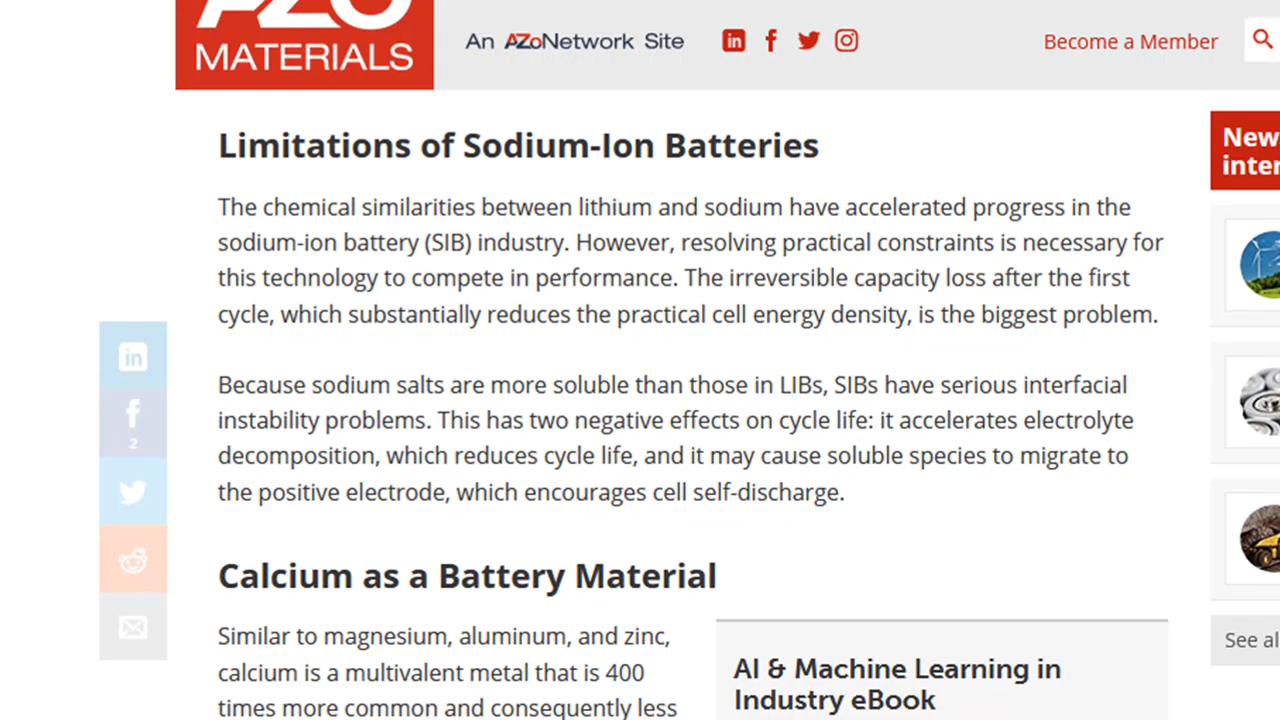 AZO
MATERIALS
An AZoNetwork Site
Become a Member
Limitations of Sodium-Ion Batteries
The chemical similarities between lithium and sodium have accelerated progress in the
sodium-ion battery (SIB) industry. However, resolving practical constraints is necessary for
this technology to compete in performance. The irreversible capacity loss after the first
cycle, which substantially reduces the practical cell energy density, is the biggest problem.
2
Because sodium salts are more soluble than those in LIBs, SIBs have serious interfacial
instability problems. This has two negative effects on cycle life: it accelerates electrolyte
decomposition, which reduces cycle life, and it may cause soluble species to migrate to
the positive electrode, which encourages cell self-discharge.
Calcium as a Battery Material
Similar to magnesium, aluminum, and zinc,
calcium is a multivalent metal that is 400
times more common and consequently less
AI & Machine Learning in
Industry eBook
See